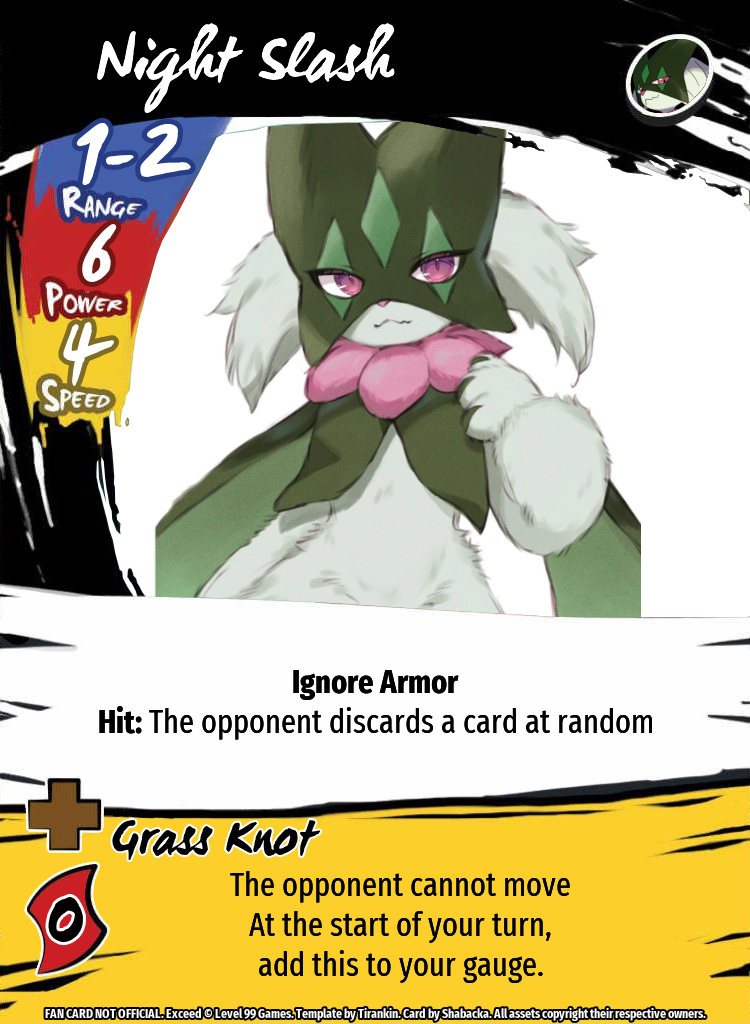 Night Slash
1-2
RANGE
6
POWER
4
SPEED
Ignore Armor
Hit: The opponent discards a card at random
Grass Knot
0
The opponent cannot move
At the start of your turn,
add this to your gauge.
FAN CARD NOT OFFICIAL. Exceed © Level 99 Games. Template by Tirankin. Card by Shabacka. All assets copyright their respective owners.